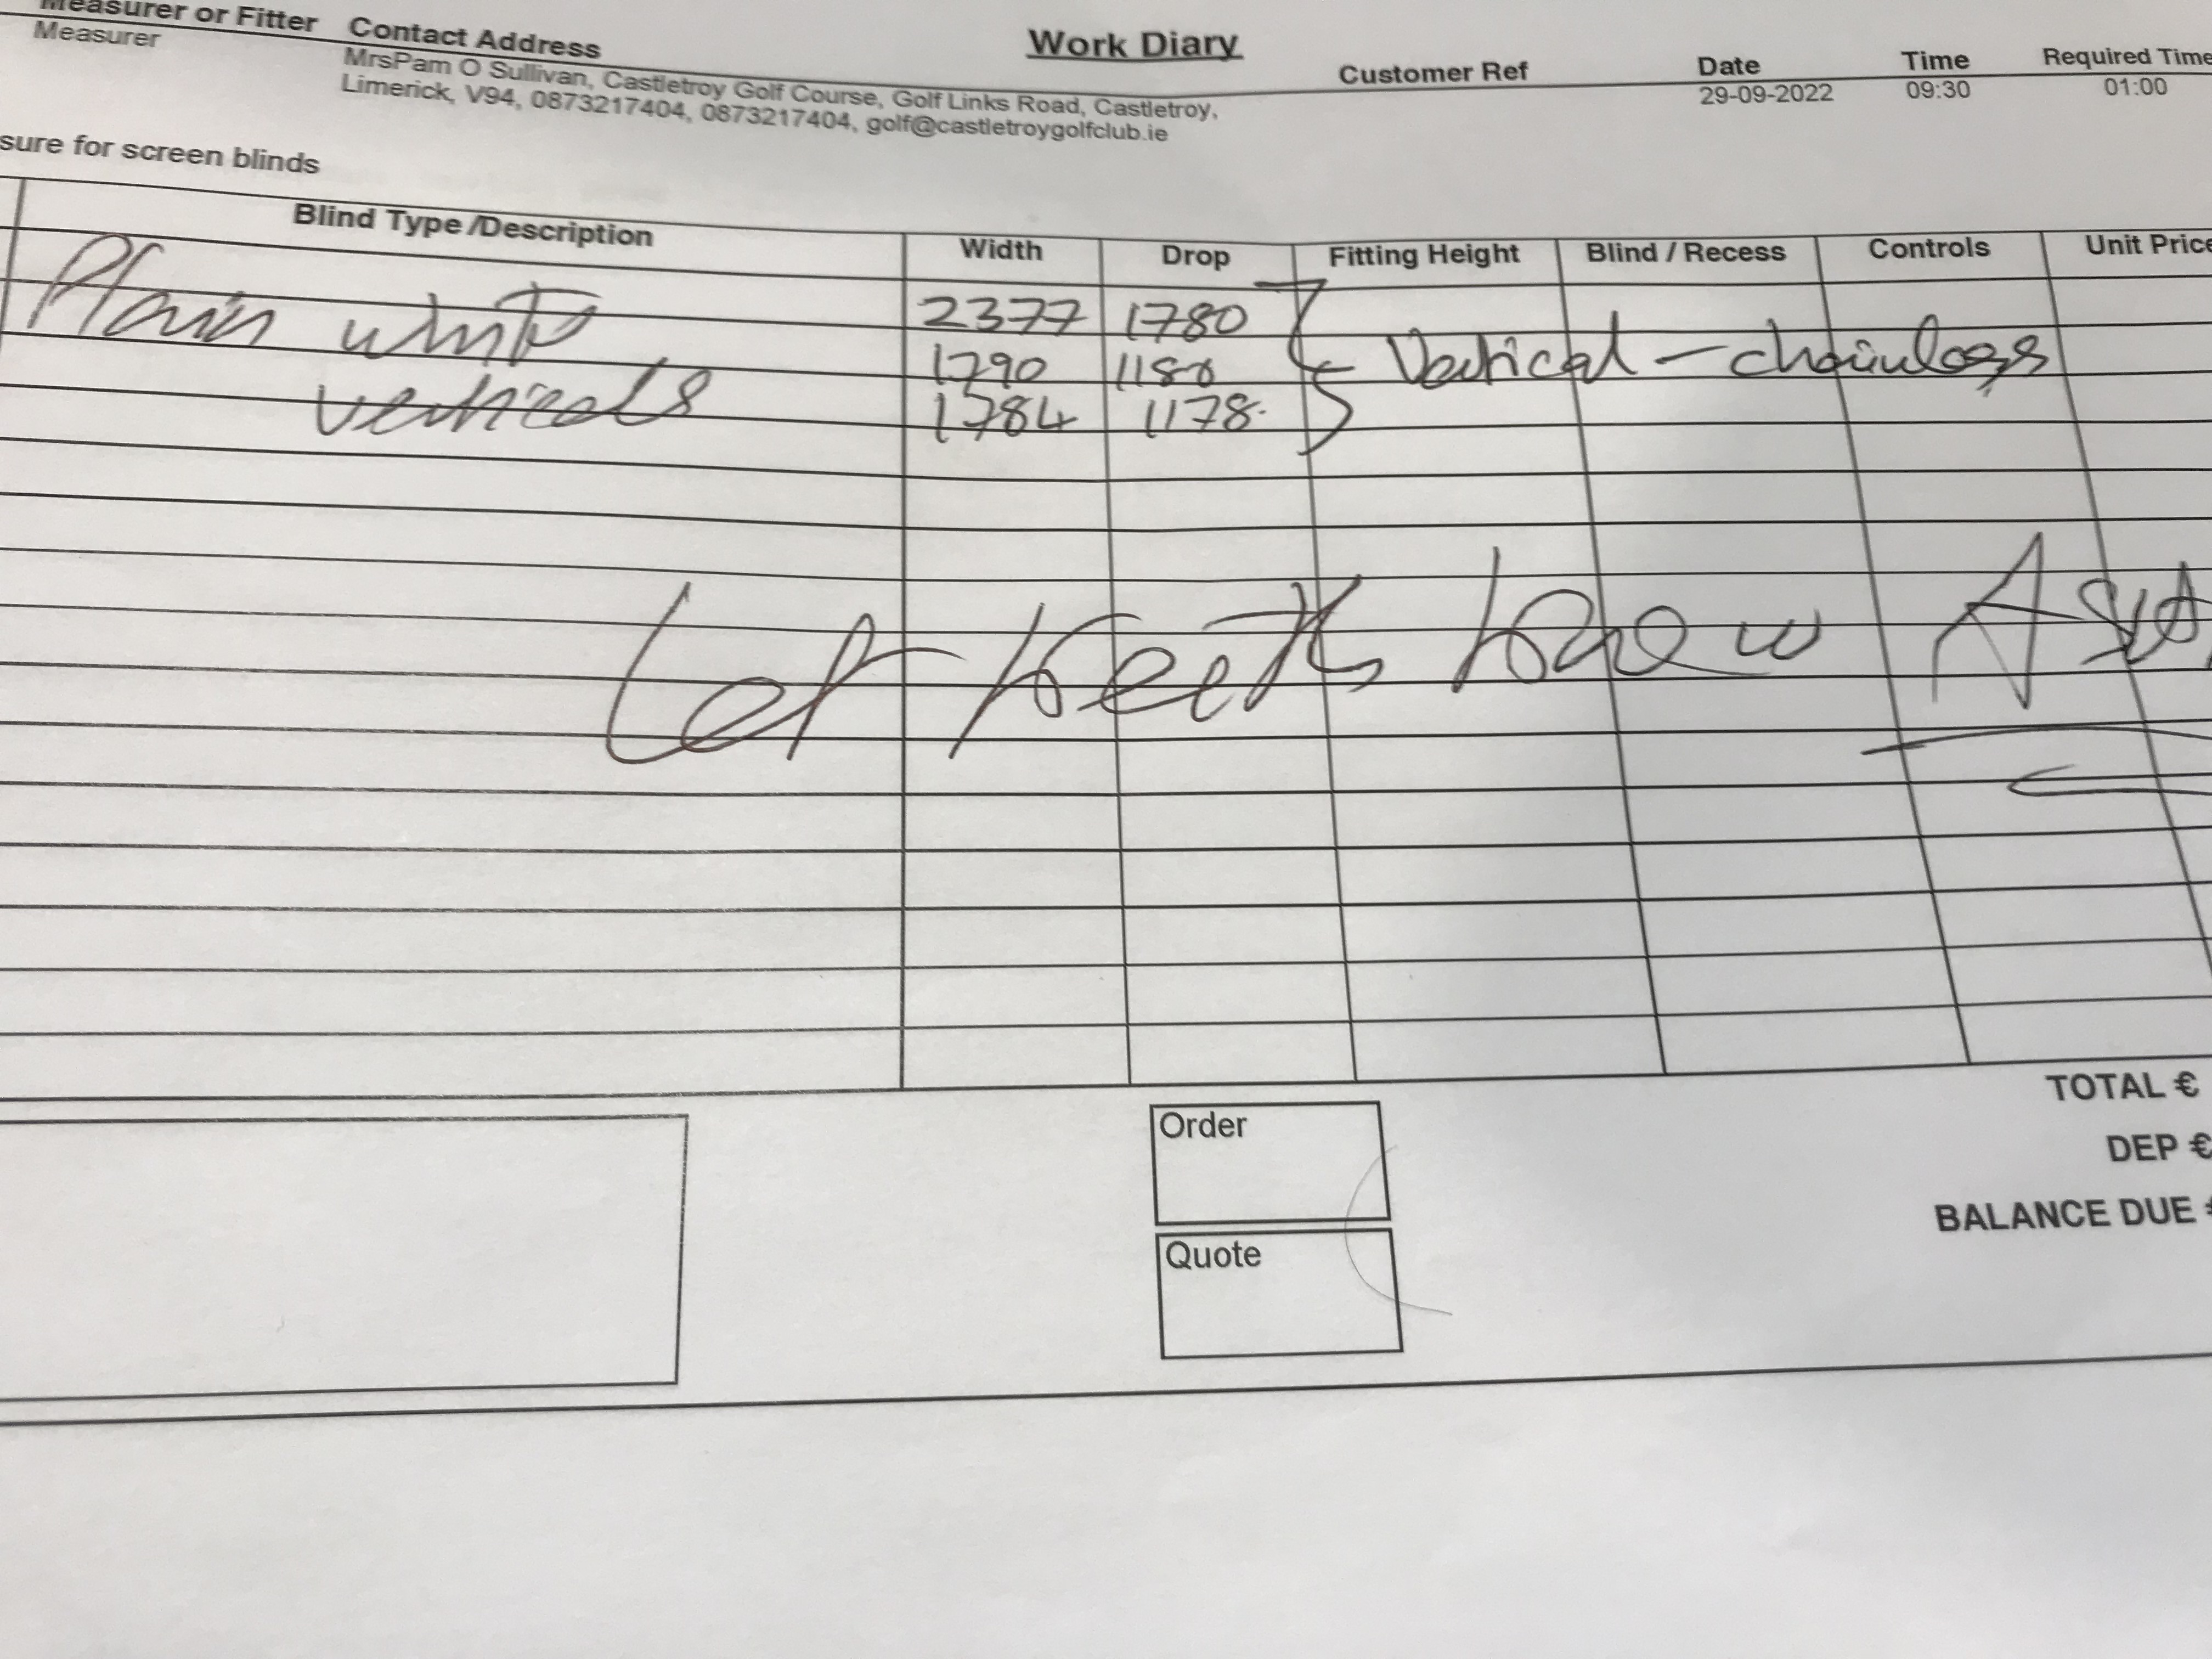 Work Diary
Measurer or Fitter Contact Address Customer Ref Date Time Required Time
Measurer MrsPam O Sullivan, Castletroy Golf Course, Golf Links Road, Castletroy, 29-09-2022 09:30 01:00
Limerick, V94, 0873217404, 0873217404, golf@castletroygolfclub.ie
sure for screen blinds
Blind Type /Description Width Drop Fitting Height Blind / Recess Controls Unit Price
Plain white 2377 1780
1790 1180 Vertical - chainless
verticals 1784 1178
Let Keith know
TOTAL €
Order
DEP €
BALANCE DUE €
Quote